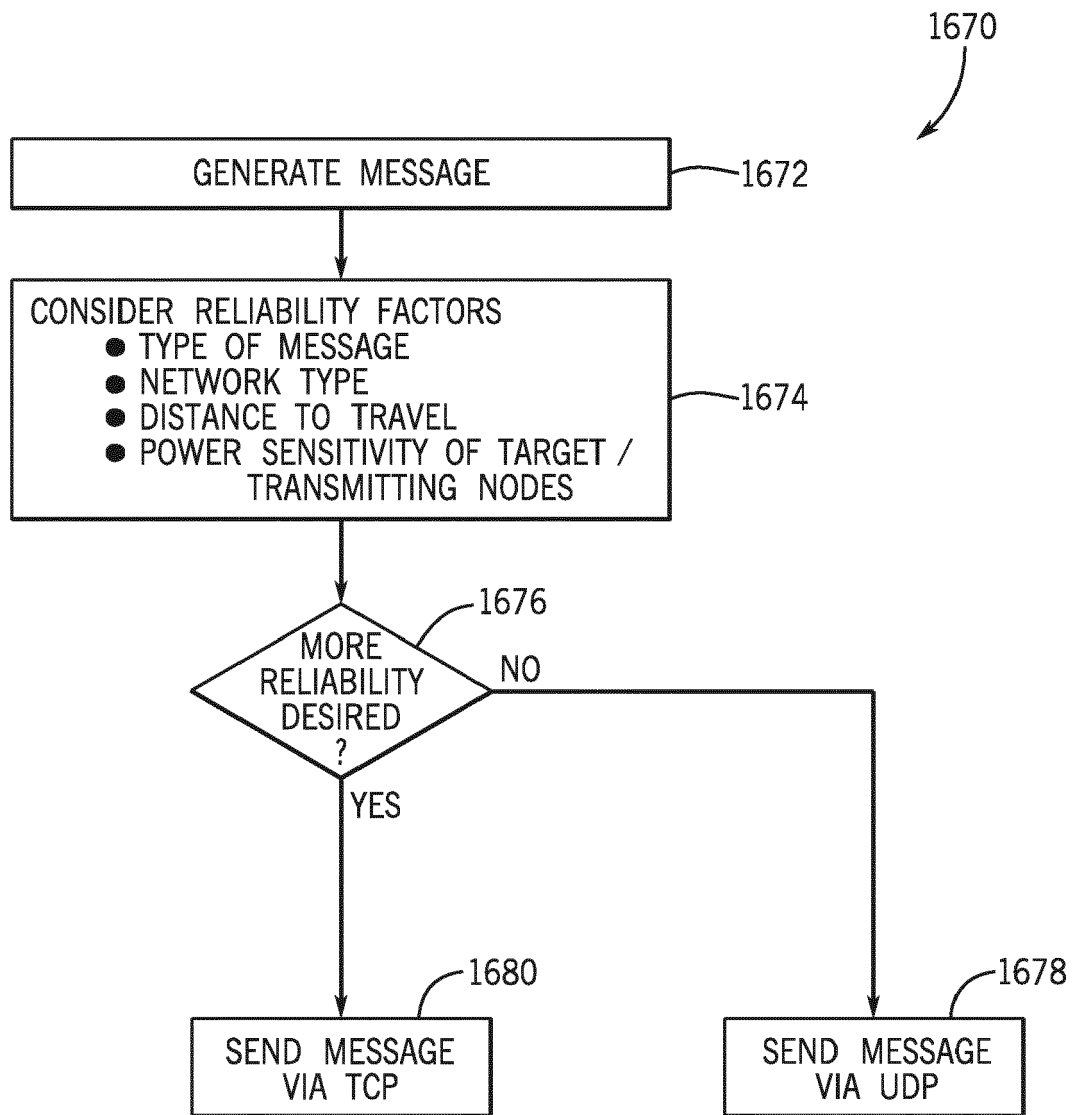 1670
GENERATE MESSAGE
1672
CONSIDER RELIABILITY FACTORS
● TYPE OF MESSAGE
● NETWORK TYPE
● DISTANCE TO TRAVEL
● POWER SENSITIVITY OF TARGET /
TRANSMITTING NODES
1674
1676
MORE
RELIABILITY
DESIRED
?
NO
YES
1680
SEND MESSAGE
VIA TCP
1678
SEND MESSAGE
VIA UDP